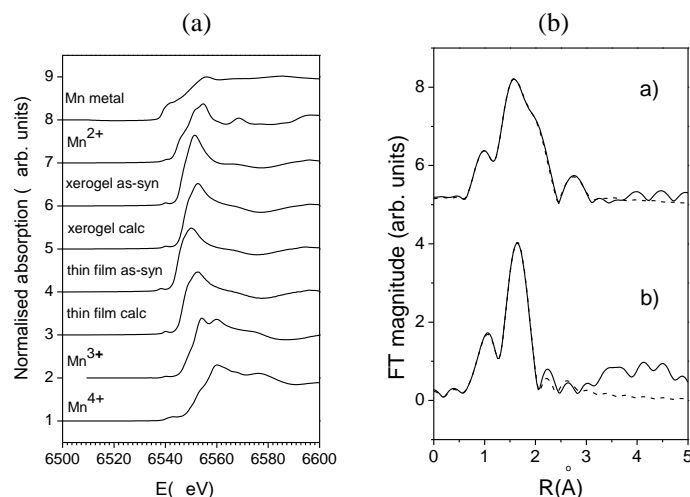 (a)
(b)
Normalised absorption ( arb. units)
9
8
7
6
5
4
3
2
1
Mn metal
Mn2+
xerogel as-syn
xerogel calc
thin film as-syn
thin film calc
Mn3+
Mn4+
6500 6520 6540 6560 6580 6600
E( eV)
FT magnitude (arb. units)
8
6
4
2
0
a)
b)
0 1 2 3 4 5
R(Å)